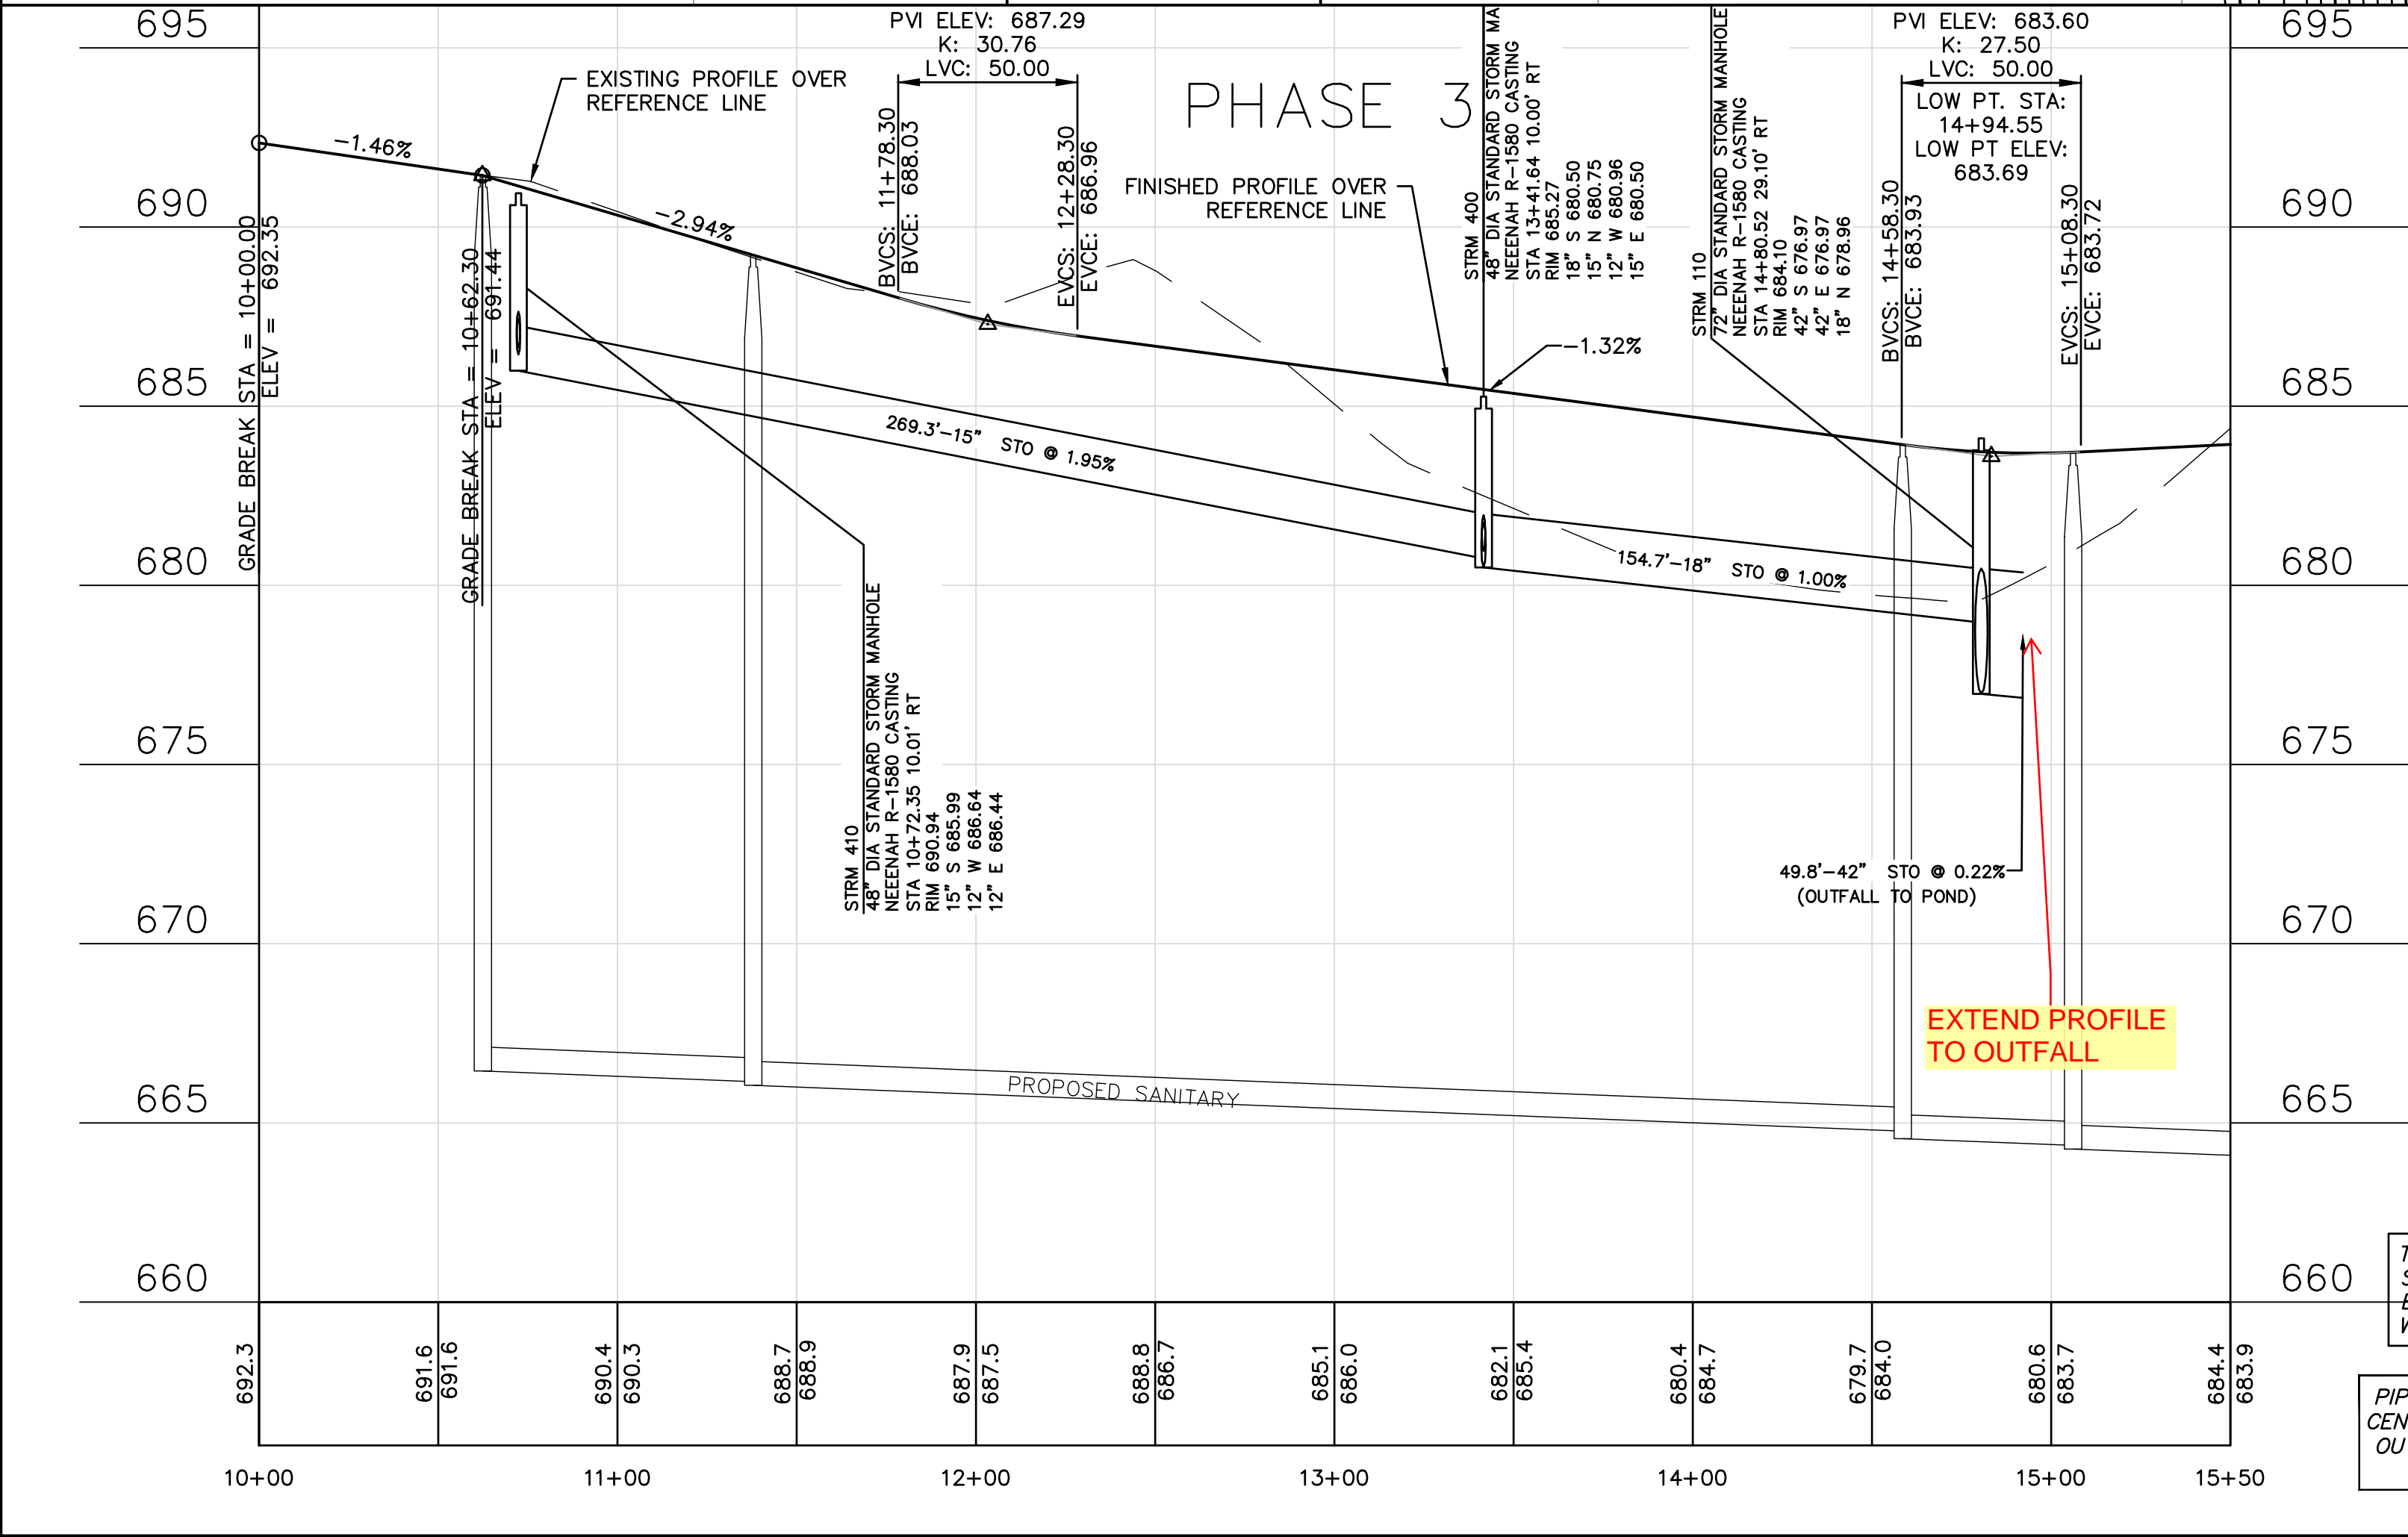 695
690
685
680
675
670
665
660
GRADE BREAK STA = 10+00.00
ELEV = 692.35
-1.46%
EXISTING PROFILE OVER
REFERENCE LINE
GRADE BREAK STA = 10+62.30
ELEV = 691.44
-2.94%
PVI ELEV: 687.29
K: 30.76
LVC: 50.00
BVCS: 11+78.30
BVCE: 688.03
EVCS: 12+28.30
EVCE: 686.96
PHASE 3
FINISHED PROFILE OVER
REFERENCE LINE
STRM 400
48" DIA STANDARD STORM MA
NEEENAH R-1580 CASTING
STA 13+41.64 10.00' RT
RIM 685.27
18" S 680.50
15" N 680.75
12" W 680.96
15" E 680.50
-1.32%
STRM 110
72" DIA STANDARD STORM MANHOLE
NEEENAH R-1580 CASTING
STA 14+80.52 29.10' RT
RIM 684.10
42" S 676.97
42" E 676.97
18" N 678.96
PVI ELEV: 683.60
K: 27.50
LVC: 50.00
LOW PT. STA:
14+94.55
LOW PT ELEV:
683.69
BVCS: 14+58.30
BVCE: 683.93
EVCS: 15+08.30
EVCE: 683.72
269.3'-15" STO @ 1.95%
154.7'-18" STO @ 1.00%
STRM 410
48" DIA STANDARD STORM MANHOLE
NEEENAH R-1580 CASTING
STA 10+72.35 10.01' RT
RIM 690.94
15" S 685.99
12" W 686.64
12" E 686.44
49.8'-42" STO @ 0.22%
(OUTFALL TO POND)
EXTEND PROFILE
TO OUTFALL
PROPOSED SANITARY
695
690
685
680
675
670
665
660
692.3
691.6
691.6
690.4
690.3
688.7
688.9
687.9
687.5
688.8
686.7
685.1
686.0
682.1
685.4
680.4
684.7
679.7
684.0
680.6
683.7
684.4
683.9
10+00
11+00
12+00
13+00
14+00
15+00
15+50
PIP
CEN
OU